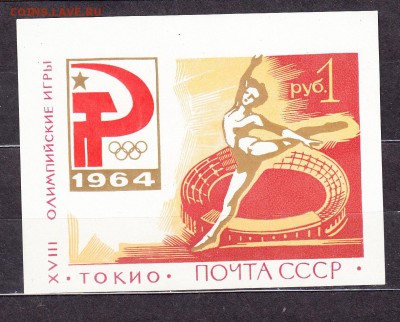 COINS.LAVE.RU
руб. 1
1964
XVIII ОЛИМПИЙСКИЕ ИГРЫ
• ТОКИО • ПОЧТА СССР •